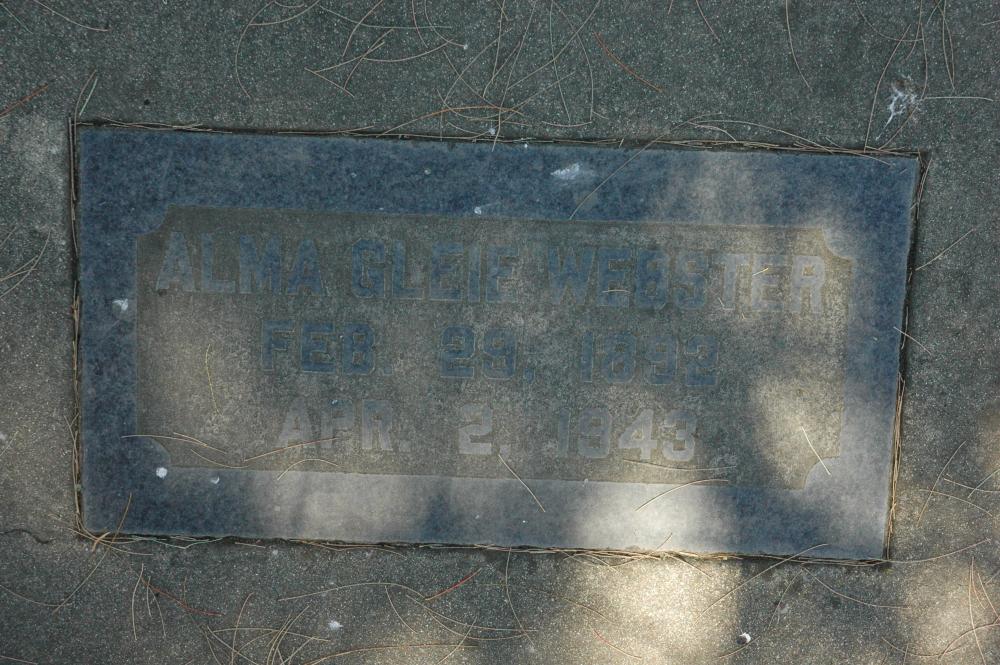 ALMA GLEIE WEBSTER
FEB. 29, 1892
APR. 2, 1943